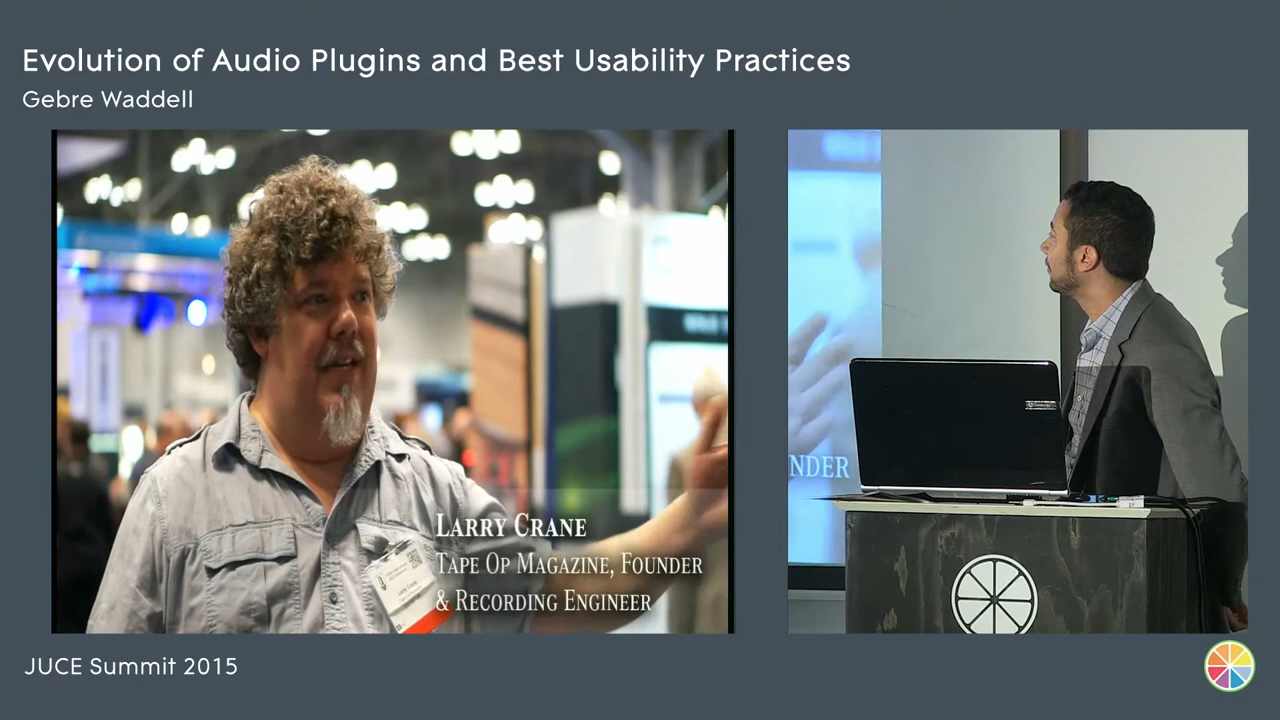 Evolution of Audio Plugins and Best Usability Practices
Gebre Waddell
LARRY CRANE
TAPE OP MAGAZINE, FOUNDER
& RECORDING ENGINEER
NDER
JUCE Summit 2015